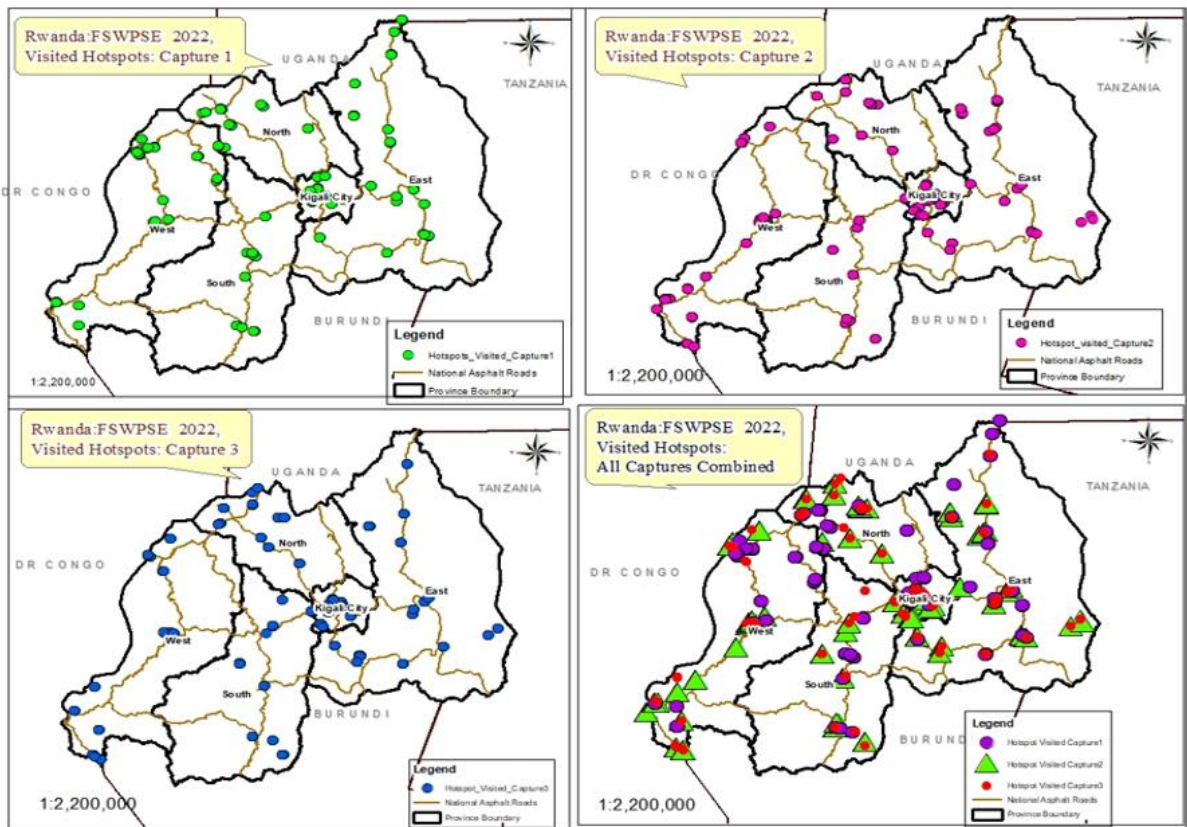 Rwanda:FSWPSE 2022,
Visited Hotspots: Capture 1
UGANDA
TANZANIA
North
DR CONGO
East
Kigali City
West
South
BURUNDI
Legend
Hotspots_Visited_Capture1
National Asphalt Roads
Province Boundary
1:2,200,000
Rwanda:FSWPSE 2022,
Visited Hotspots: Capture 2
UGANDA
TANZANIA
North
DR CONGO
East
Kigali City
West
South
BURUNDI
Legend
Hotspot_visited_Capture2
National Asphalt Roads
Province Boundary
1:2,200,000
Rwanda:FSWPSE 2022,
Visited Hotspots: Capture 3
UGANDA
TANZANIA
North
DR CONGO
East
Kigali City
West
South
BURUNDI
Legend
Hotspot_Visited_Capture3
National Asphalt Roads
Province Boundary
1:2,200,000
Rwanda:FSWPSE 2022,
Visited Hotspots:
All Captures Combined
UGANDA
TANZANIA
North
DR CONGO
East
Kigali City
West
South
BURUNDI
Legend
Hotspot Visited Capture1
Hotspot Visited Capture2
Hotspot Visited Capture3
National Asphalt Roads
Province Boundary
1:2,200,000